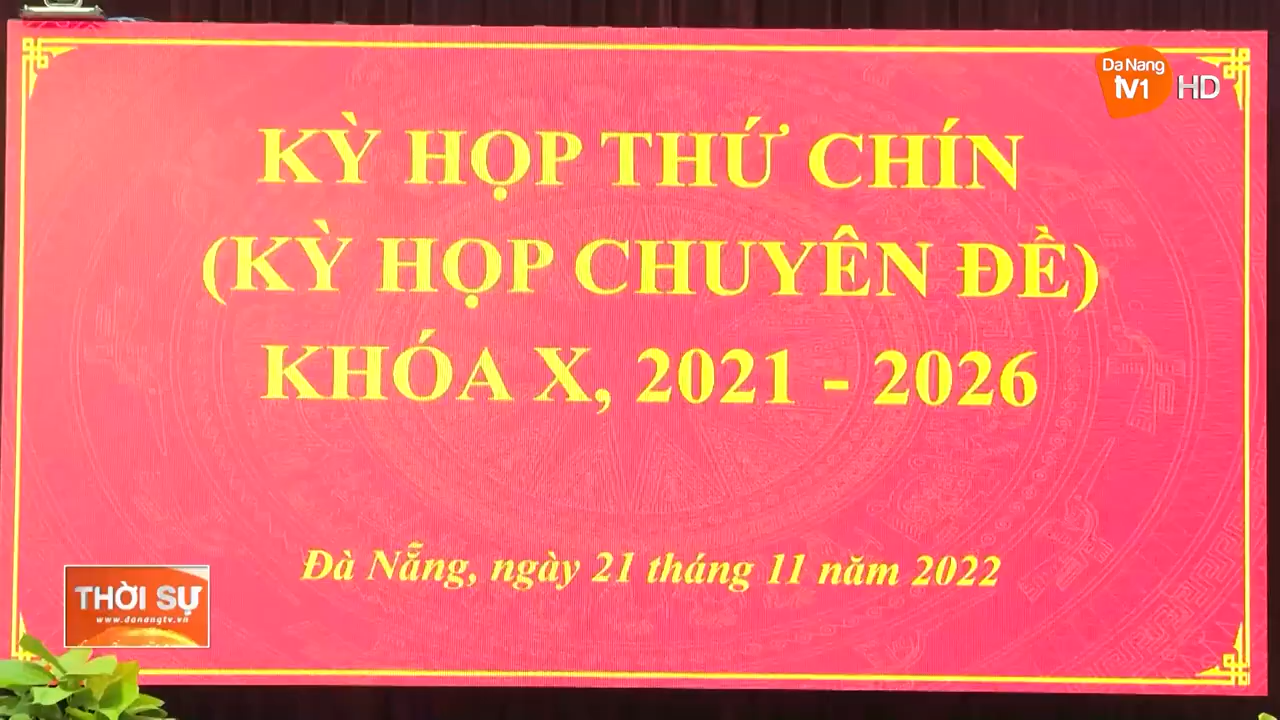 Da Nang
TV1 HD
KỲ HỌP THỨ CHÍN
(KỲ HỌP CHUYÊN ĐỀ)
KHÓA X, 2021 - 2026
Đà Nẵng, ngày 21 tháng 11 năm 2022
THỜI SỰ
www.danangtv.vn